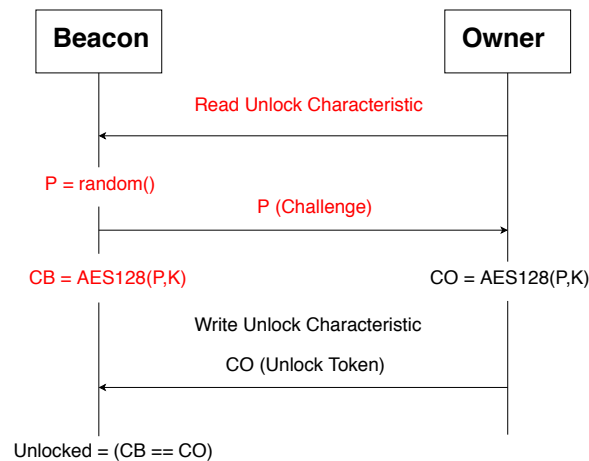 Beacon
Owner
Read Unlock Characteristic
P = random()
P (Challenge)
CB = AES128(P,K)
CO = AES128(P,K)
Write Unlock Characteristic
CO (Unlock Token)
Unlocked = (CB == CO)